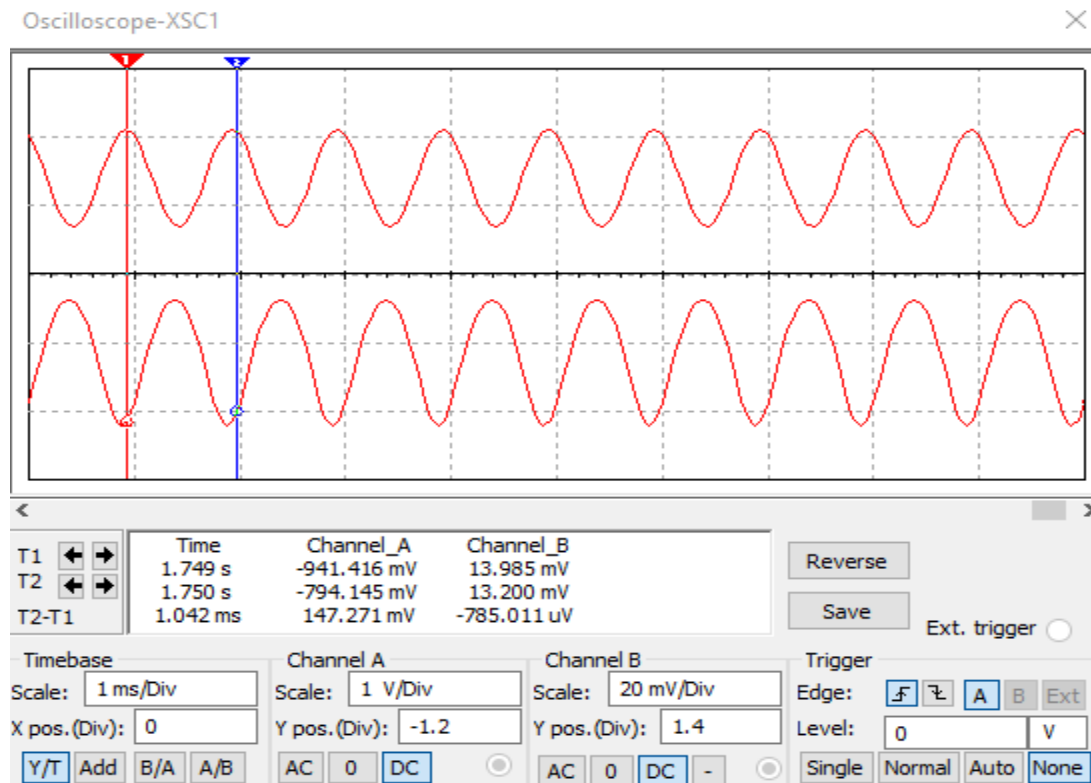 Oscilloscope-XSC1
1
2
T1
T2
T2-T1
Time Channel_A Channel_B
1.749 s -941.416 mV 13.985 mV
1.750 s -794.145 mV 13.200 mV
1.042 ms 147.271 mV -785.011 uV
Reverse
Save
Ext. trigger
Timebase
Scale: 1 ms/Div
X pos.(Div): 0
Y/T Add B/A A/B
Channel A
Scale: 1 V/Div
Y pos.(Div): -1.2
AC 0 DC
Channel B
Scale: 20 mV/Div
Y pos.(Div): 1.4
AC 0 DC -
Trigger
Edge: A B Ext
Level: 0 V
Single Normal Auto None